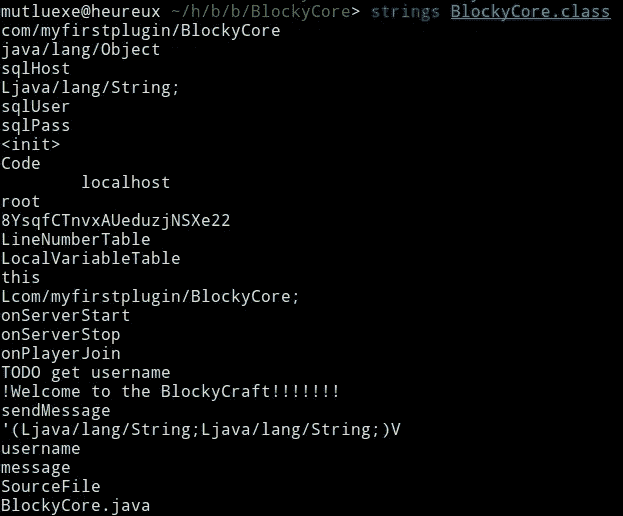 mutluexe@heureux ~/h/b/b/BlockyCore> strings BlockyCore.class
com/myfirstplugin/BlockyCore
java/lang/Object
sqlHost
Ljava/lang/String;
sqlUser
sqlPass
<init>
Code
localhost
root
8YsqfCTnvxAUeduzjNSXe22
LineNumberTable
LocalVariableTable
this
Lcom/myfirstplugin/BlockyCore;
onServerStart
onServerStop
onPlayerJoin
TODO get username
!Welcome to the BlockyCraft!!!!!!!
sendMessage
'(Ljava/lang/String;Ljava/lang/String;)V
username
message
SourceFile
BlockyCore.java